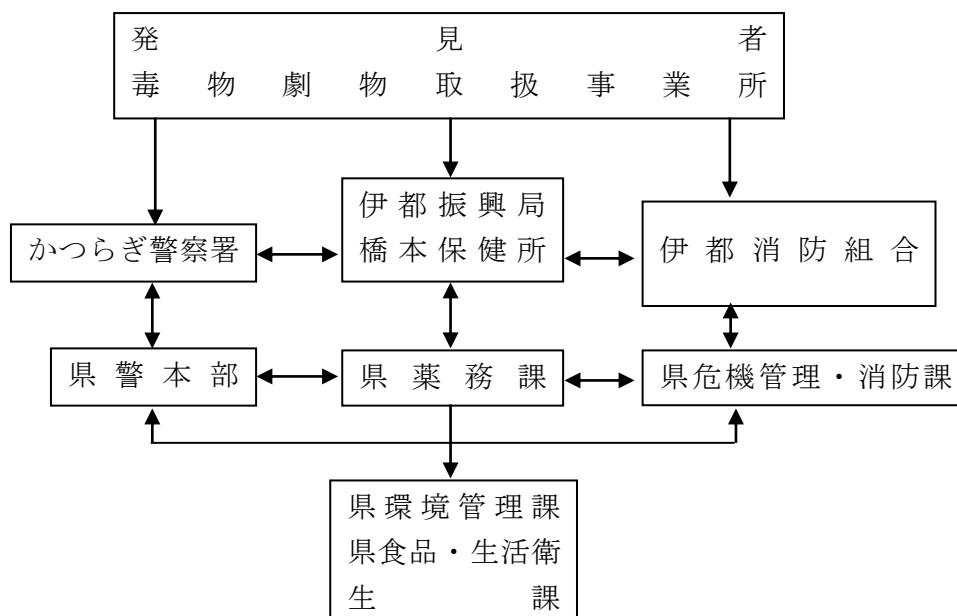 発見者
毒物劇物取扱事業所
伊都振興局
橋本保健所
かつらぎ警察署
伊都消防組合
県警本部
県薬務課
県危機管理・消防課
県環境管理課
県食品・生活衛
生課